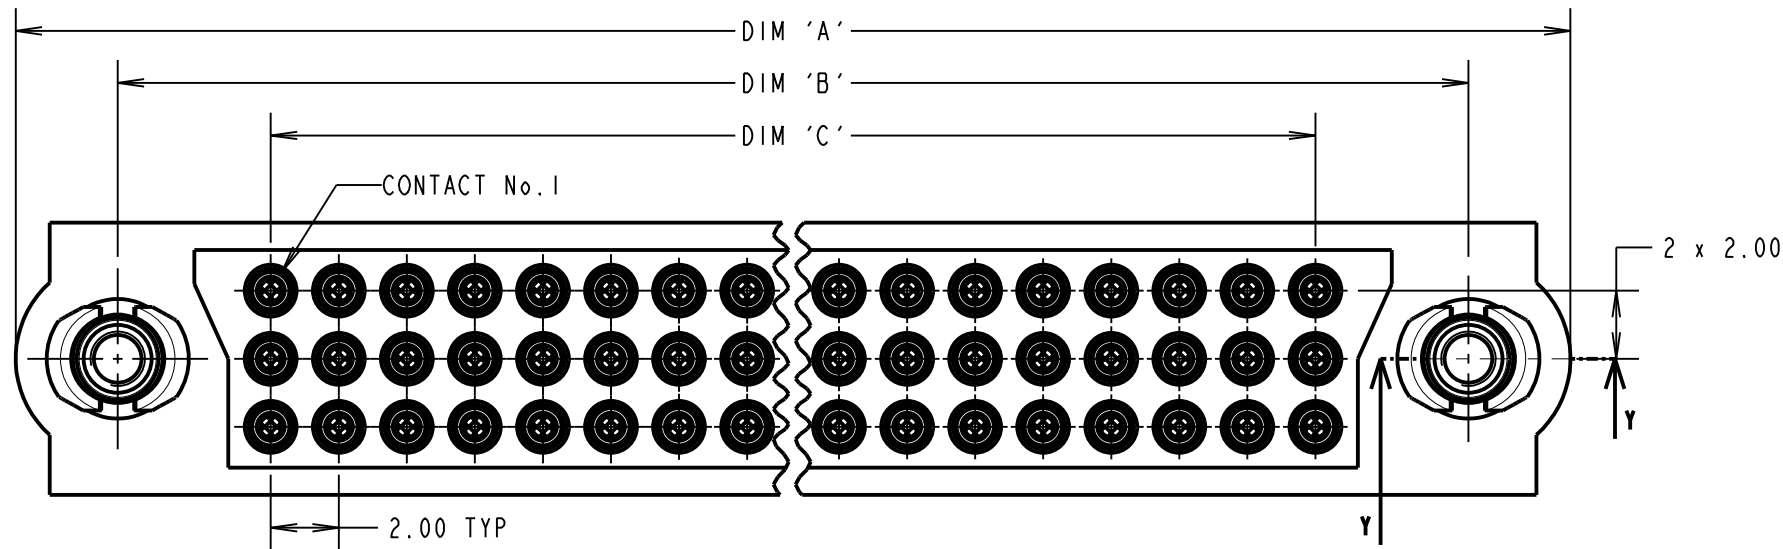 DIM 'A'
DIM 'B'
DIM 'C'
CONTACT No.1
2 x 2.00
Y
Y
2.00 TYP